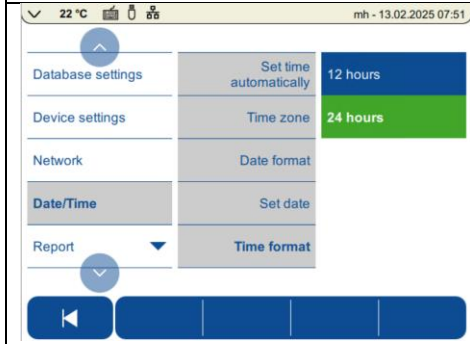 22 °C
mh - 13.02.2025 07:51
Database settings
Device settings
Network
Date/Time
Report
Set time
automatically
Time zone
Date format
Set date
Time format
12 hours
24 hours